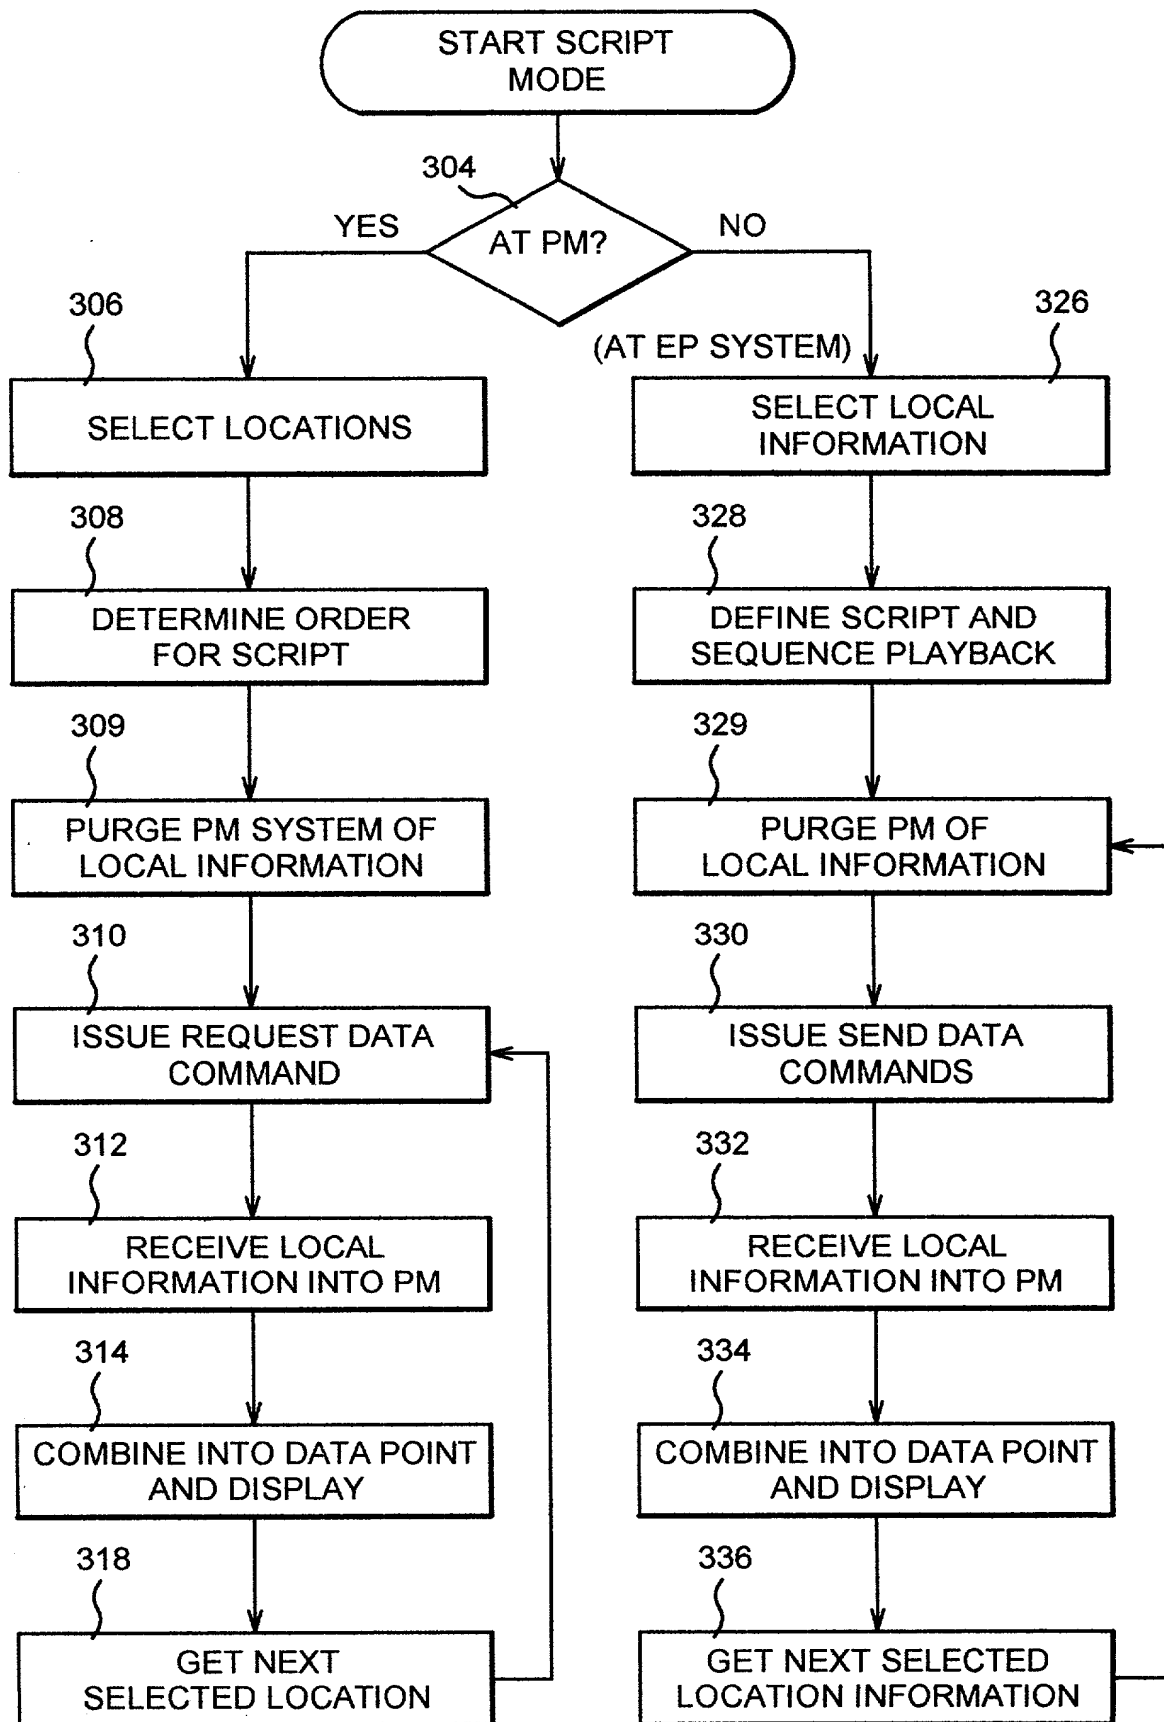 START SCRIPT
MODE
304
AT PM?
YES
NO
(AT EP SYSTEM)
306
SELECT LOCATIONS
308
DETERMINE ORDER
FOR SCRIPT
309
PURGE PM SYSTEM OF
LOCAL INFORMATION
310
ISSUE REQUEST DATA
COMMAND
312
RECEIVE LOCAL
INFORMATION INTO PM
314
COMBINE INTO DATA POINT
AND DISPLAY
318
GET NEXT
SELECTED LOCATION
326
SELECT LOCAL
INFORMATION
328
DEFINE SCRIPT AND
SEQUENCE PLAYBACK
329
PURGE PM OF
LOCAL INFORMATION
330
ISSUE SEND DATA
COMMANDS
332
RECEIVE LOCAL
INFORMATION INTO PM
334
COMBINE INTO DATA POINT
AND DISPLAY
336
GET NEXT SELECTED
LOCATION INFORMATION